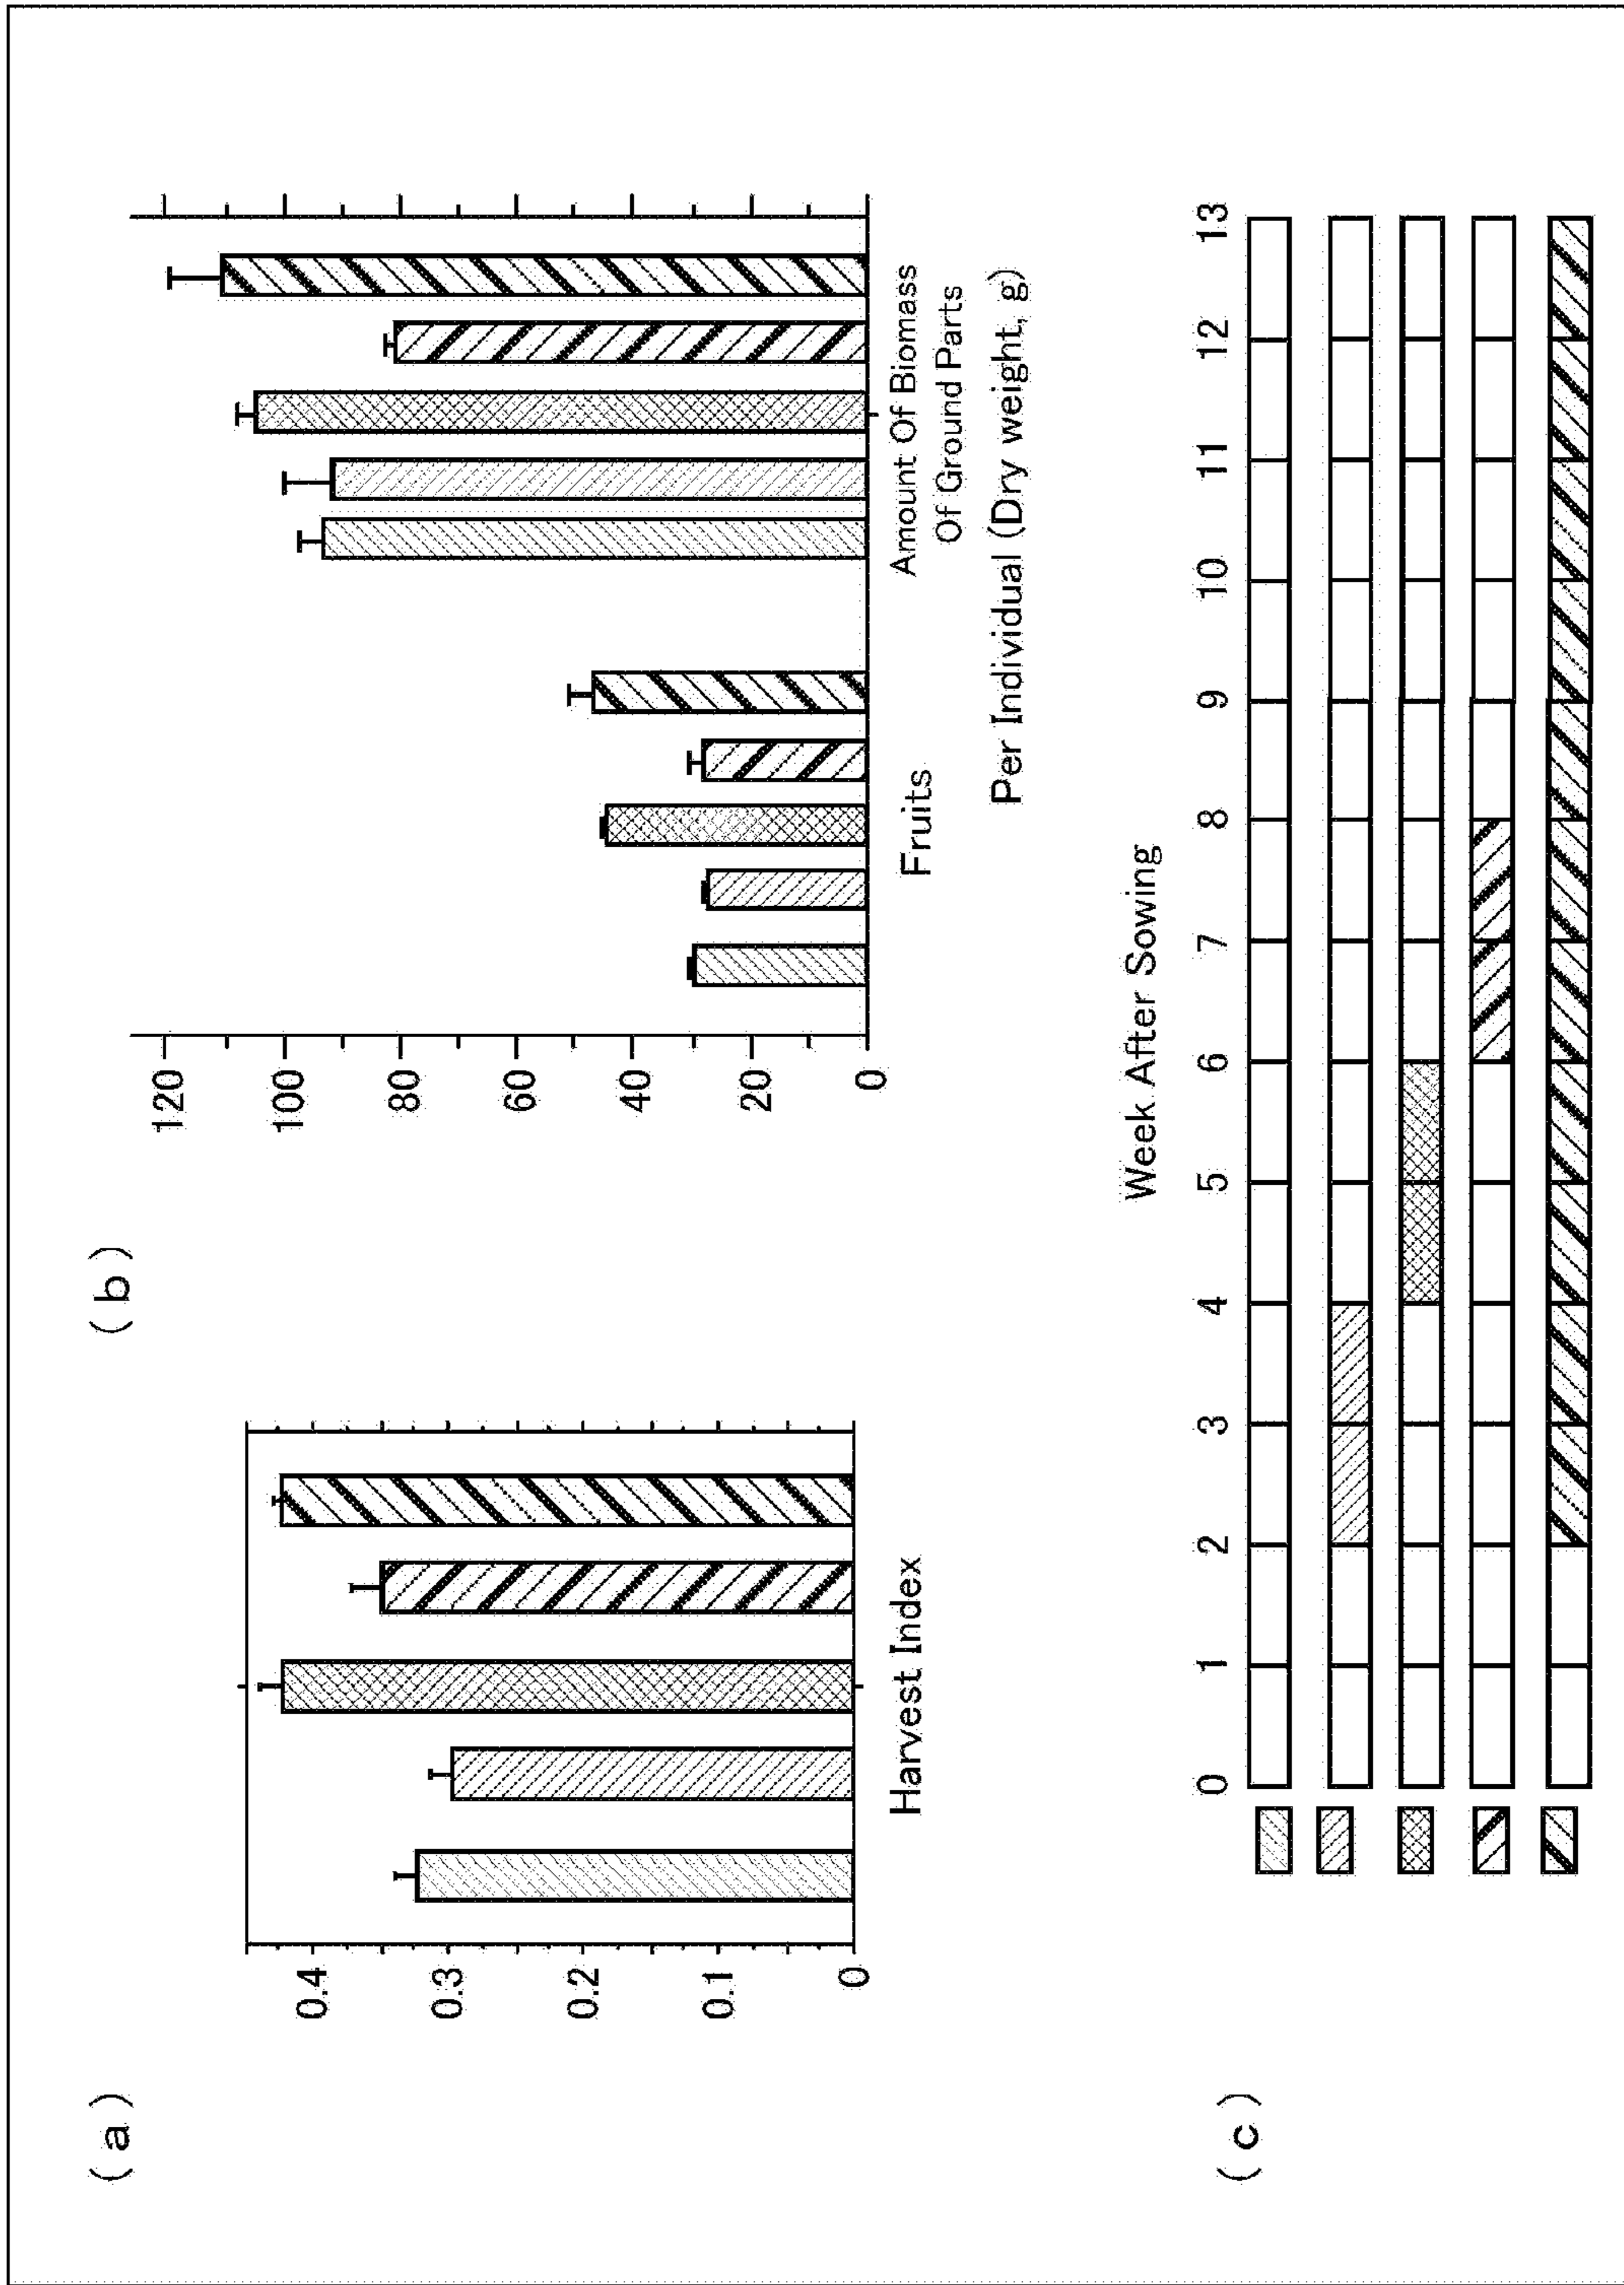 ( a )
0.4
0.3
0.2
0.1
0
Harvest Index
( b )
120
100
80
60
40
20
0
Fruits
Amount Of Biomass
Of Ground Parts
Per Individual (Dry weight, g)
( c )
Week After Sowing
0 1 2 3 4 5 6 7 8 9 10 11 12 13